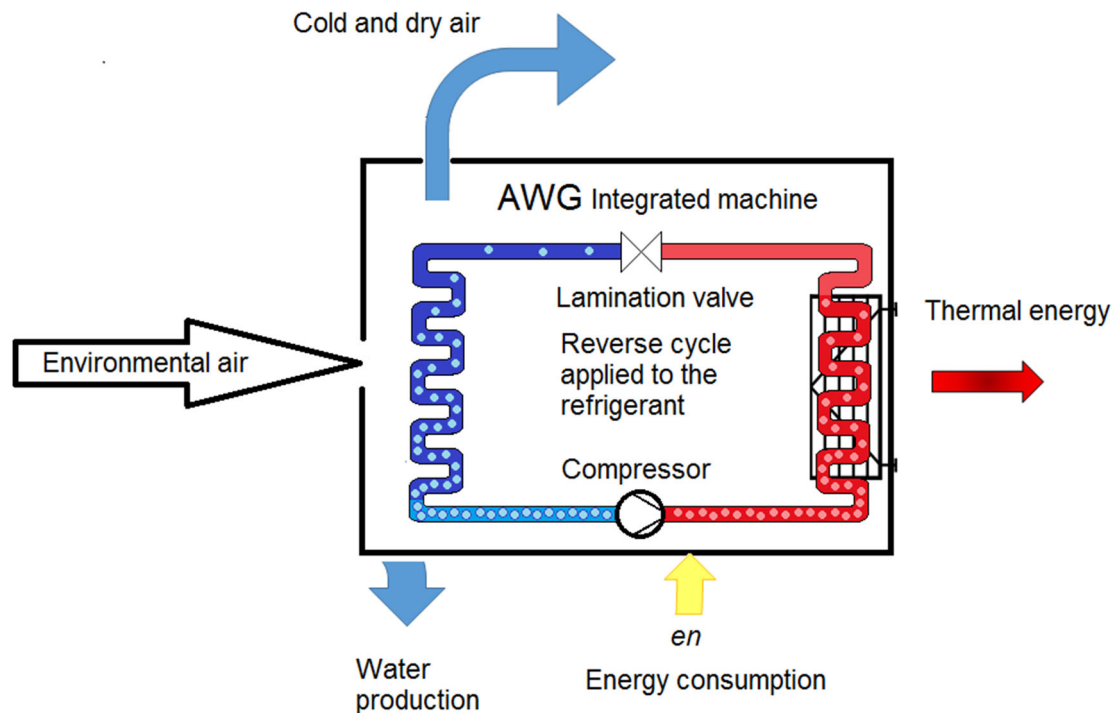 Cold and dry air
AWG Integrated machine
Lamination valve
Thermal energy
Environmental air
Reverse cycle
applied to the
refrigerant
Compressor
en
Water
production
Energy consumption